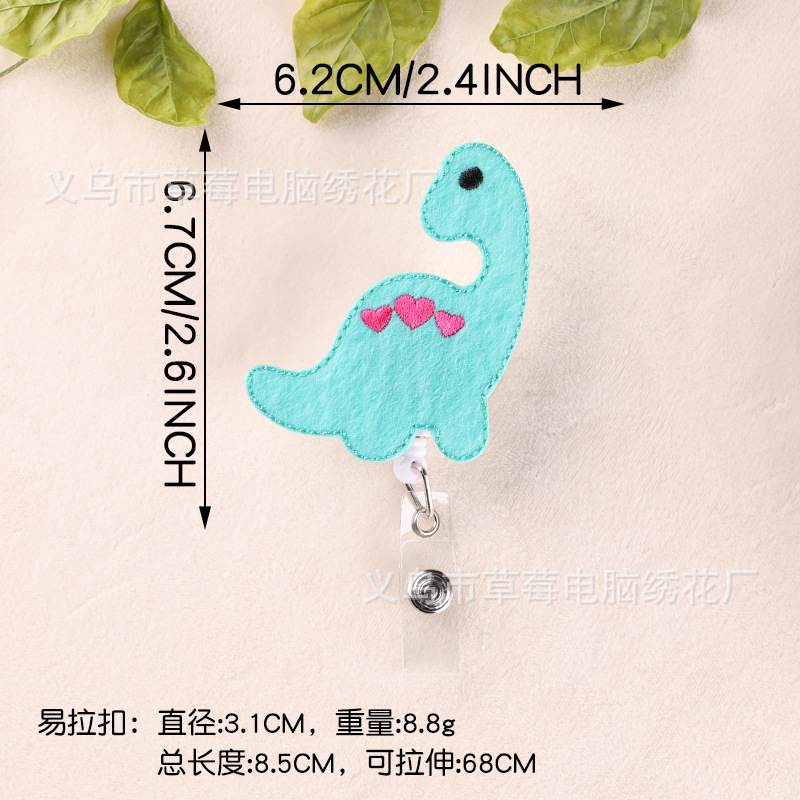 6.2CM/2.4INCH
义乌市草莓电脑绣花厂
6.7CM/2.6INCH
义乌市草莓电脑绣花厂
易拉扣：直径:3.1CM，重量:8.8g
总长度:8.5CM，可拉伸:68CM